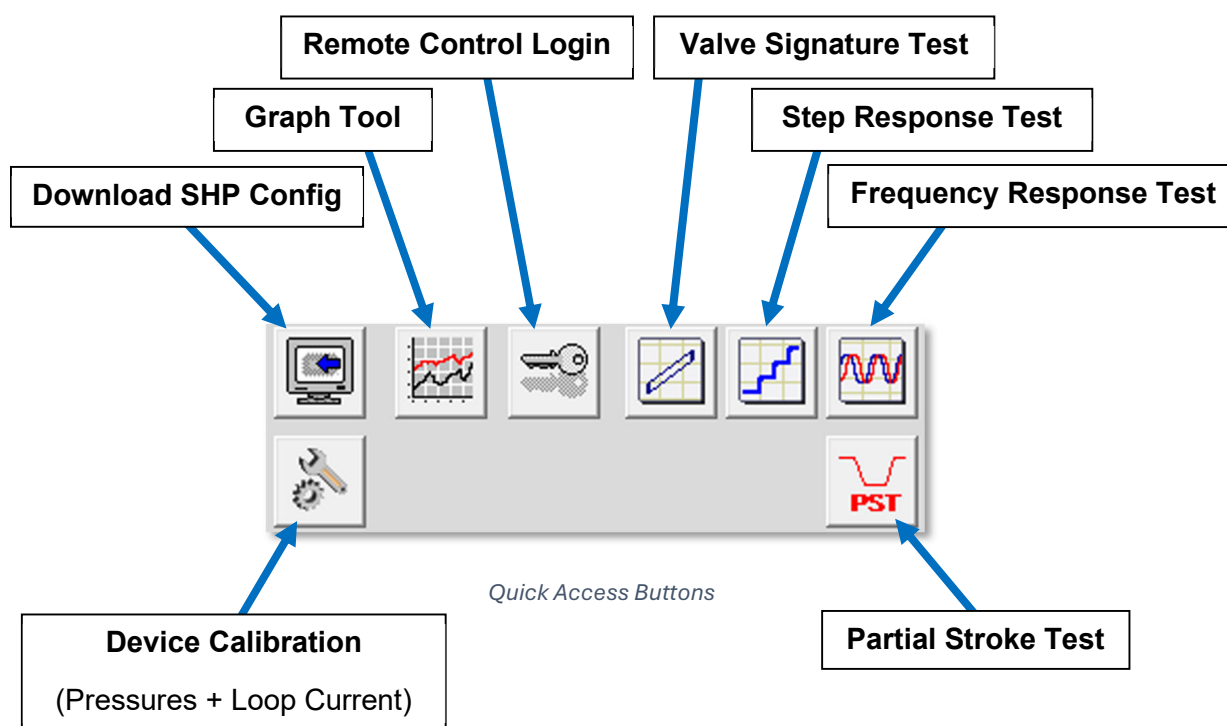 Remote Control Login
Valve Signature Test
Graph Tool
Step Response Test
Download SHP Config
Frequency Response Test
PST
Quick Access Buttons
Device Calibration
(Pressures + Loop Current)
Partial Stroke Test